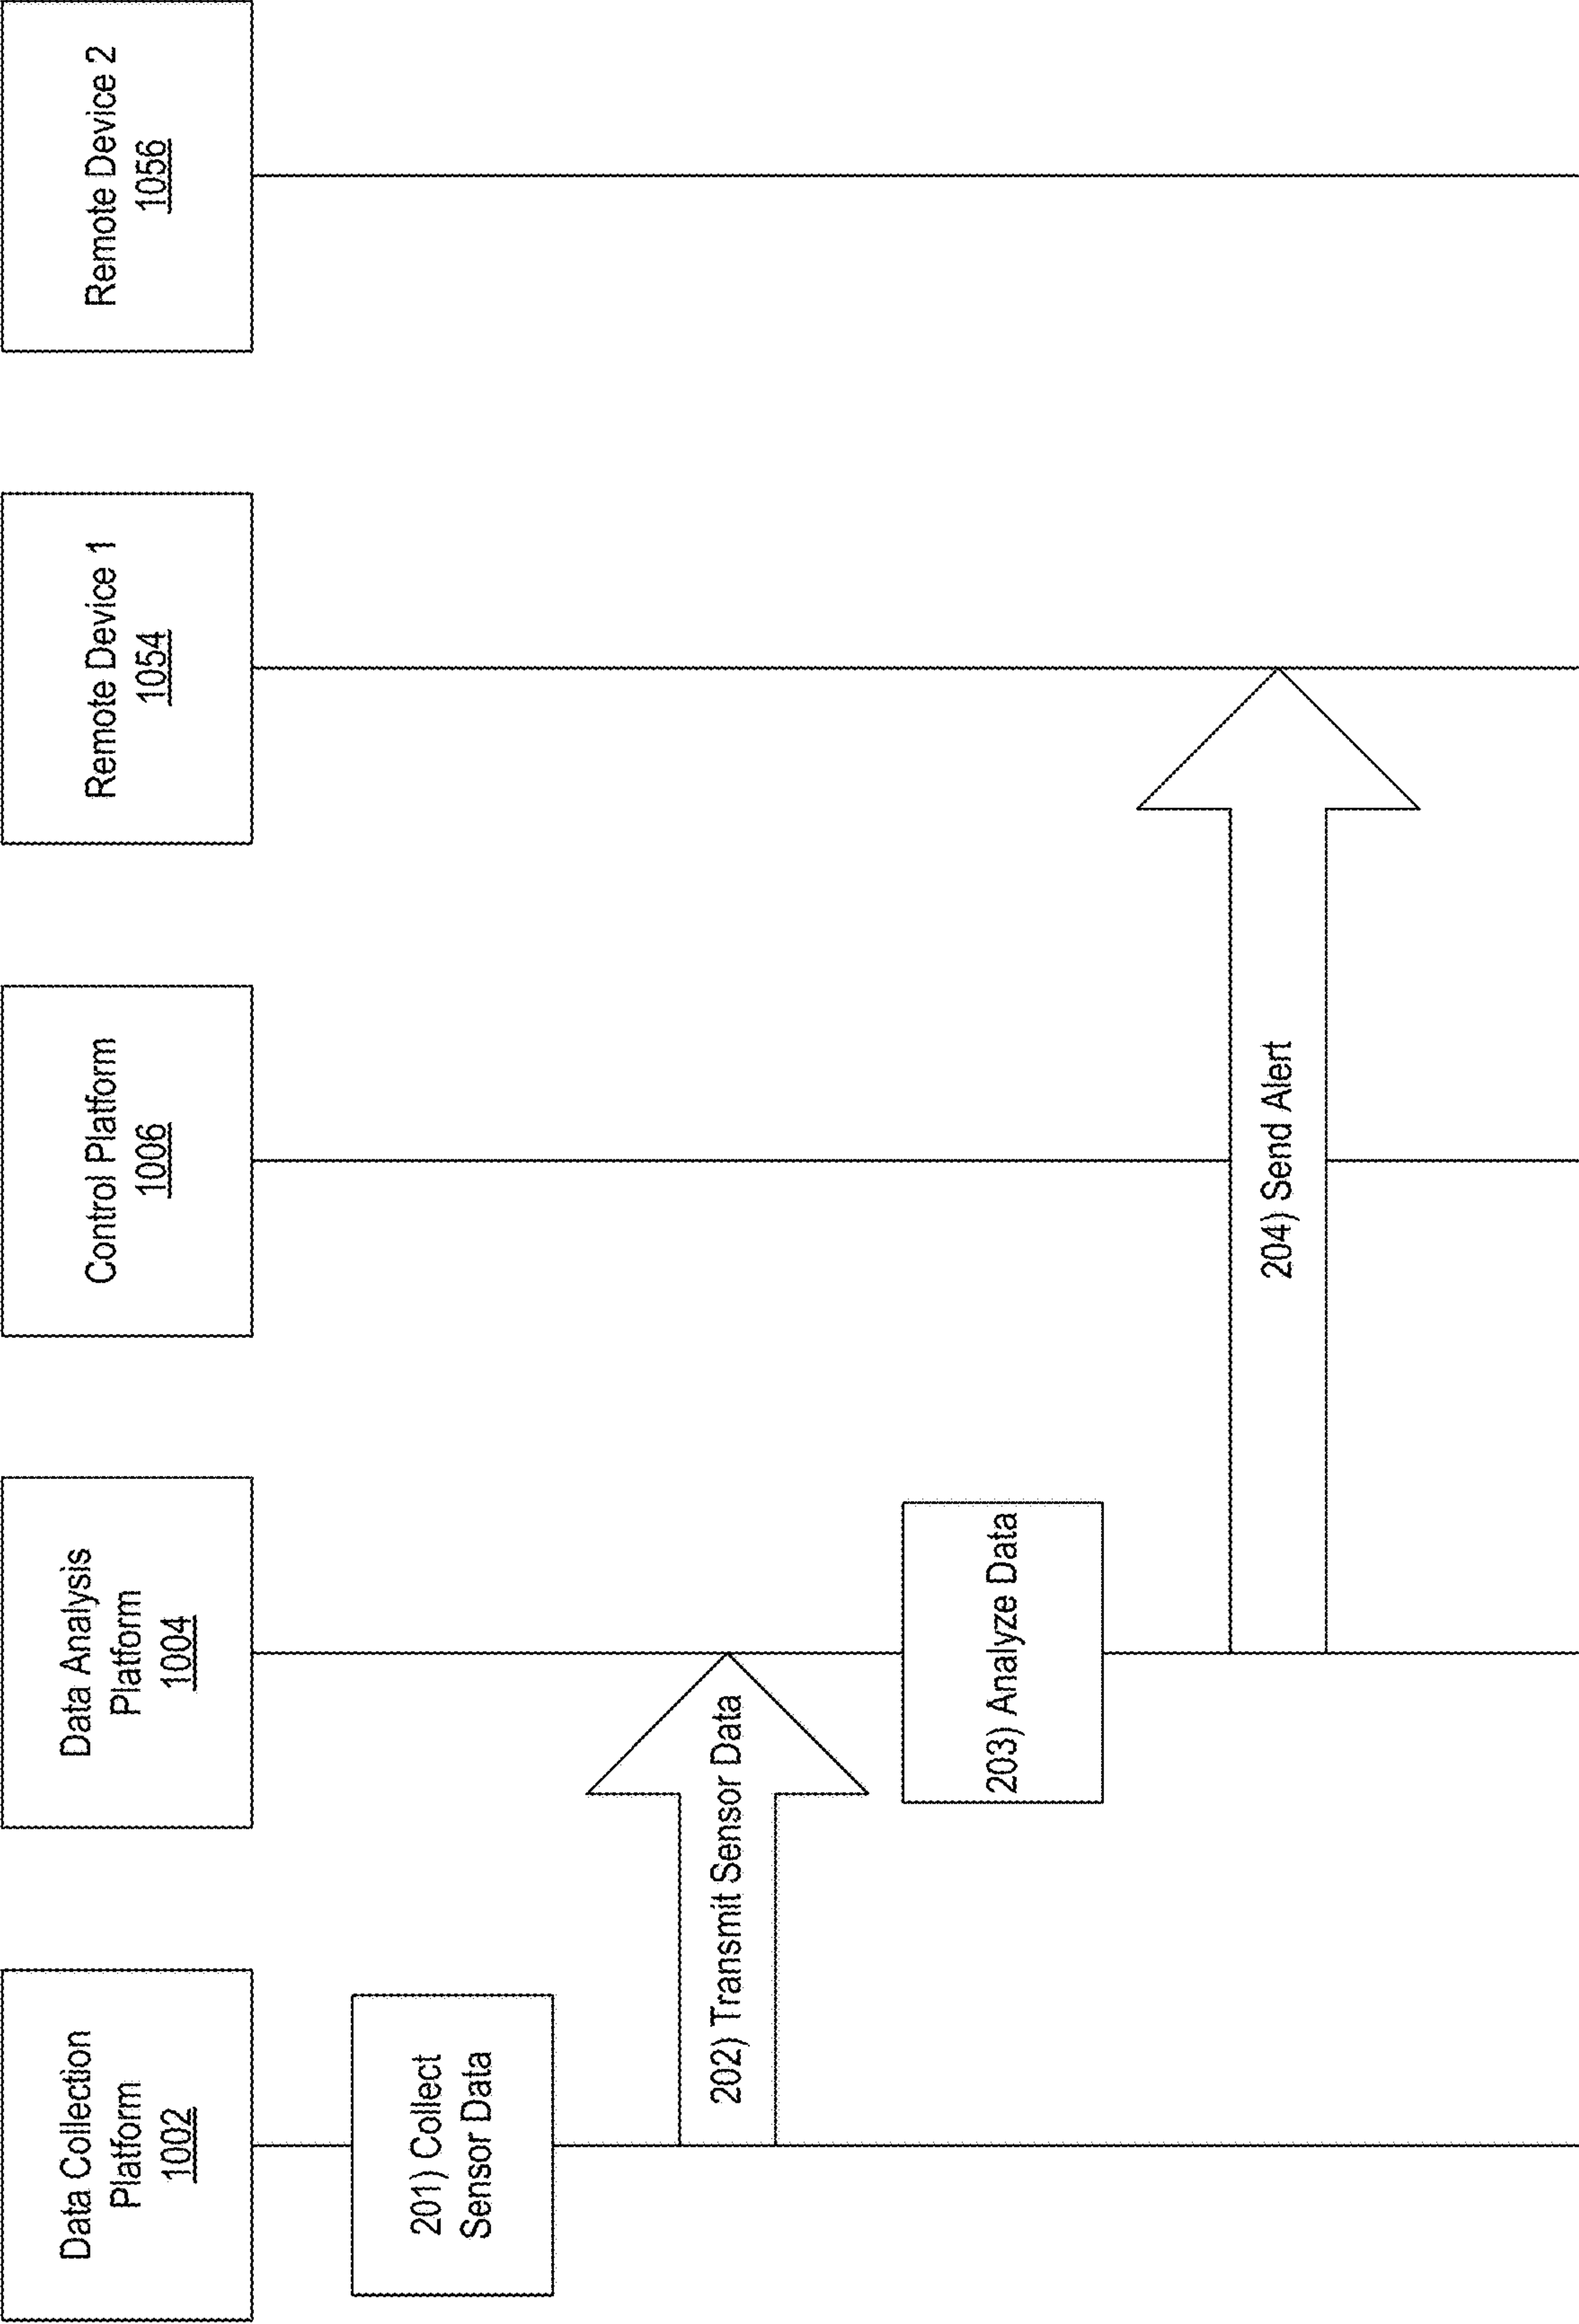 Data Collection
Platform
1002
Data Analysis
Platform
1004
Control Platform
1006
Remote Device 1
1054
Remote Device 2
1056
201) Collect
Sensor Data
202) Transmit Sensor Data
203) Analyze Data
204) Send Alert